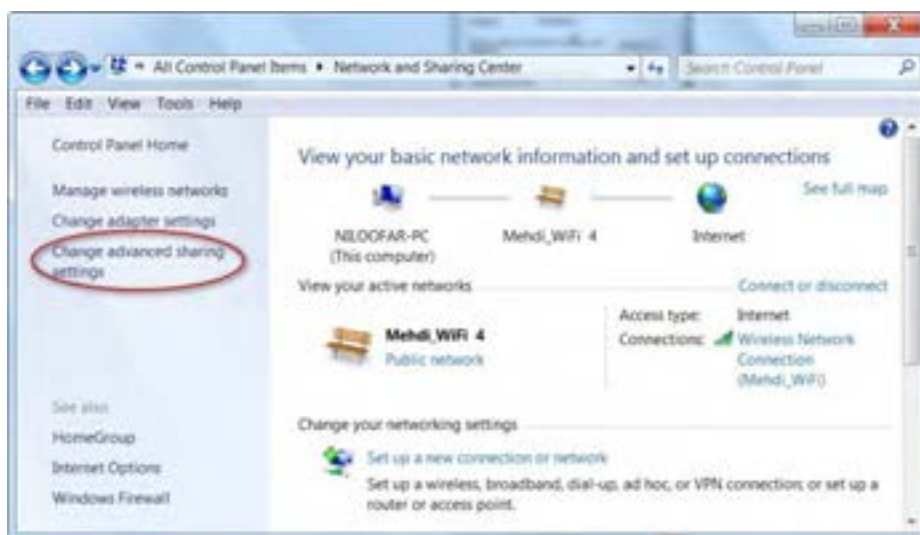 All Control Panel Items
Network and Sharing Center
Search Control Panel
File Edit View Tools Help
Control Panel Home
Manage wireless networks
Change adapter settings
Change advanced sharing
settings
See also
HomeGroup
Internet Options
Windows Firewall
View your basic network information and set up connections
See full map
NILOOFAR-PC
(This computer)
Mehdi_WiFi 4
Internet
View your active networks
Connect or disconnect
Mehdi_WiFi 4
Public network
Access type: Internet
Connections: Wireless Network
Connection
(Mehdi_WiFi)
Change your networking settings
Set up a new connection or network
Set up a wireless, broadband, dial-up, ad hoc, or VPN connection; or set up a
router or access point.